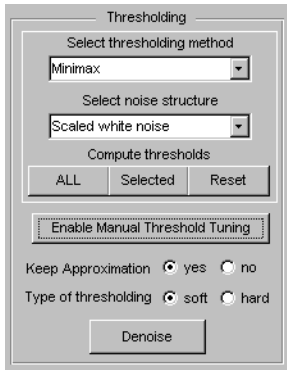 Thresholding
Select thresholding method
Minimax
Select noise structure
Scaled white noise
Compute thresholds
ALL Selected Reset
Enable Manual Threshold Tuning
Keep Approximation yes no
Type of thresholding soft hard
Denoise